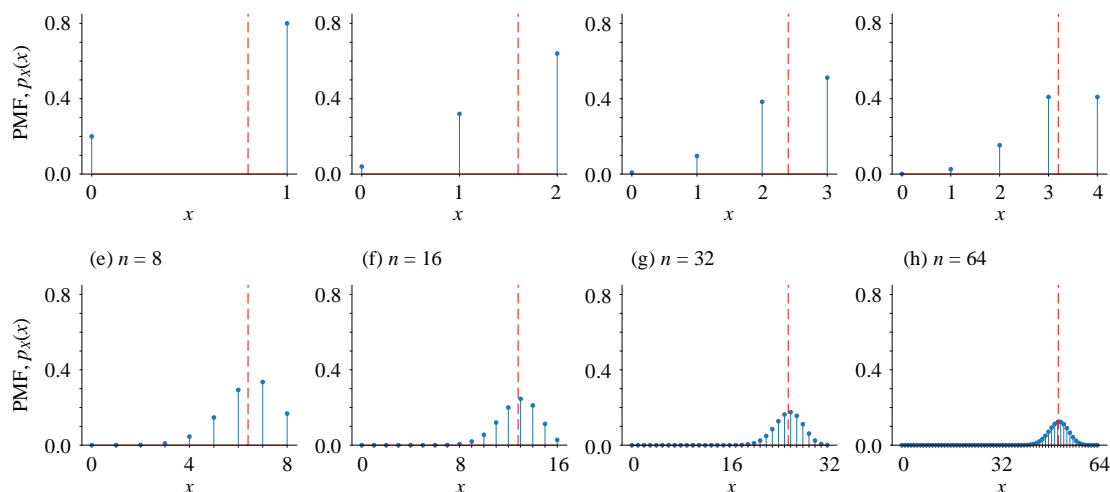 0.8 0.8 0.8 0.8
PMF, pX(x)
0.4 0.4 0.4 0.4
0.0 0.0 0.0 0.0
0 1 0 1 2 0 1 2 3 0 1 2 3 4
x x x x
(e) n = 8 (f) n = 16 (g) n = 32 (h) n = 64
0.8 0.8 0.8 0.8
PMF, pX(x)
0.4 0.4 0.4 0.4
0.0 0.0 0.0 0.0
0 4 8 0 8 16 0 16 32 0 32 64
x x x x